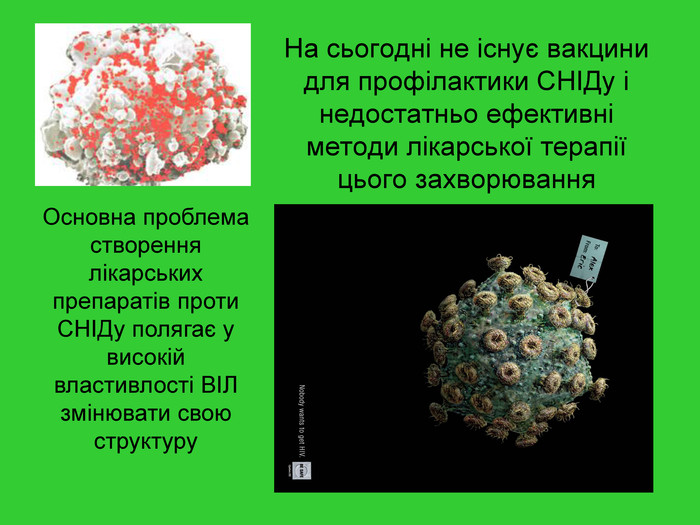 На сьогодні не існує вакцини
для профілактики СНІДу і
недостатньо ефективні
методи лікарської терапії
цього захворювання
Основна проблема
створення
лікарських
препаратів проти
СНІДу полягає у
високій
властивлості ВІЛ
змінювати свою
структуру
To: Alex
From: Eric
Nobody wants to get HIV.